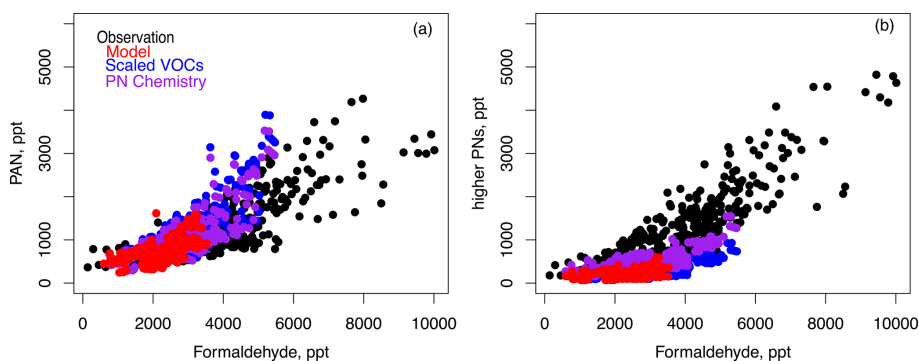 (a)
Observation
Model
Scaled VOCs
PN Chemistry
PAN, ppt
0
1000
3000
5000
0
2000
4000
6000
8000
10000
Formaldehyde, ppt
(b)
higher PNs, ppt
0
1000
3000
5000
0
2000
4000
6000
8000
10000
Formaldehyde, ppt